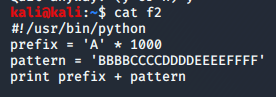 kali@kali:~$ cat f2
#!/usr/bin/python
prefix = 'A' * 1000
pattern = 'BBBBCCCCDDDDEEEEFFFF'
print prefix + pattern